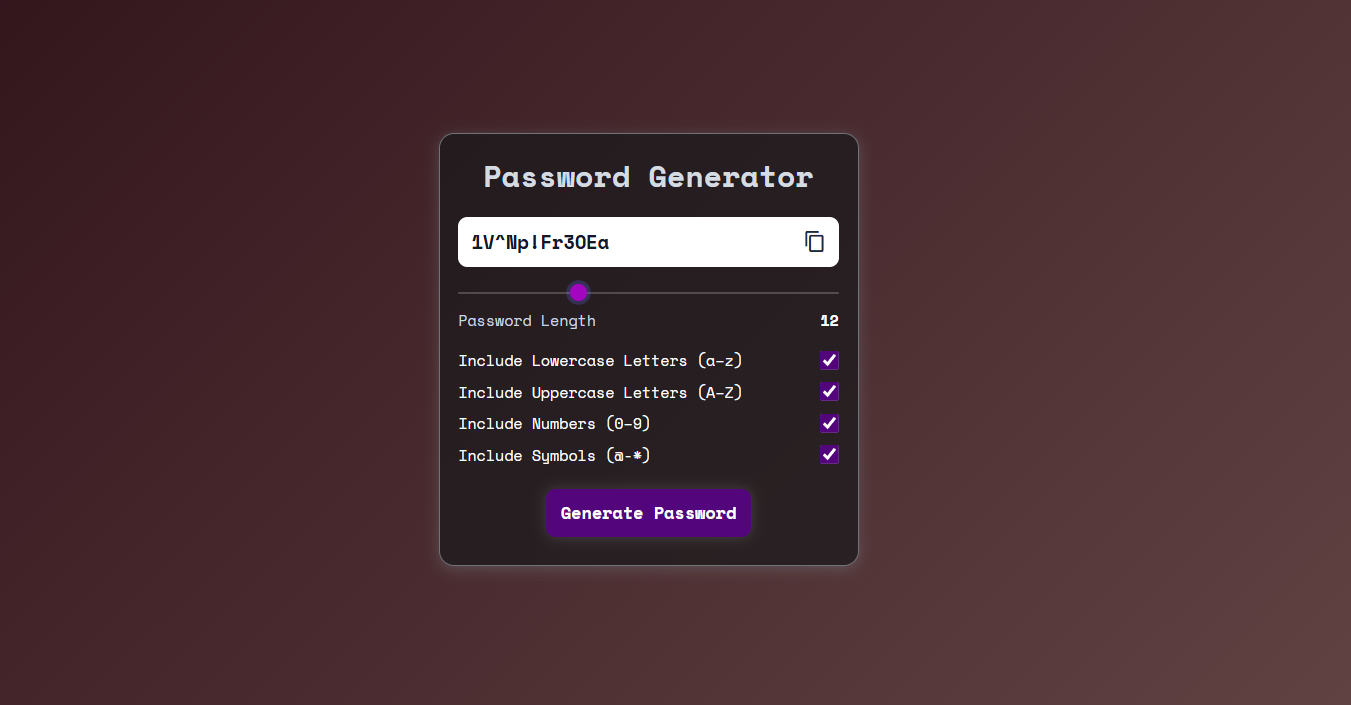 Password Generator
1V^Np!Fr3OEa
Password Length 12
Include Lowercase Letters (a-z)
Include Uppercase Letters (A-Z)
Include Numbers (0-9)
Include Symbols (@-*)
Generate Password